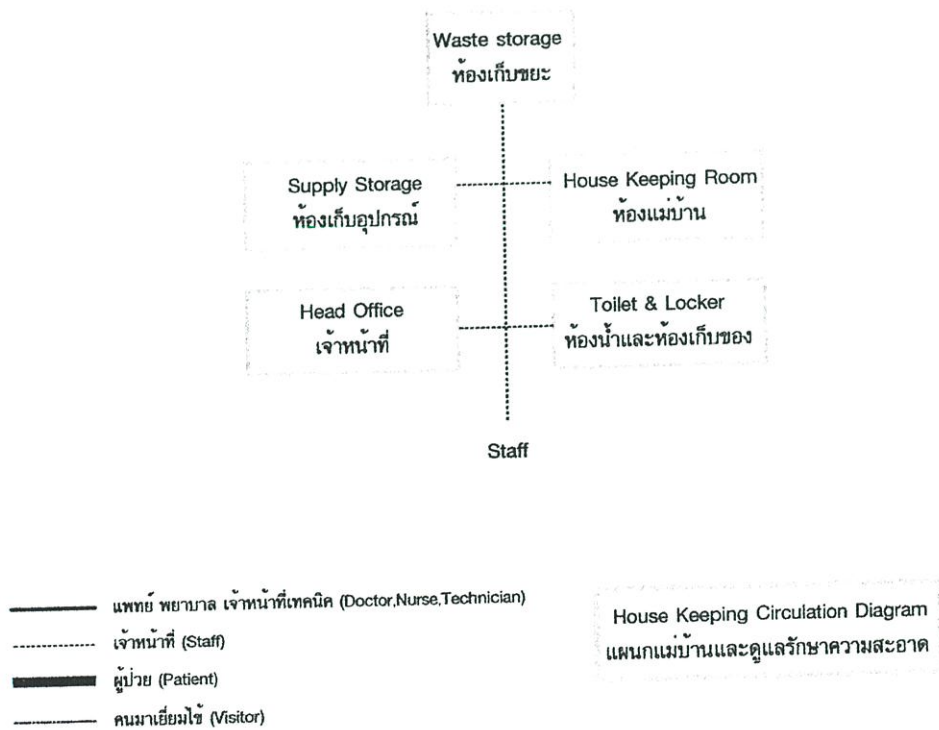 Waste storage
ห้องเก็บขยะ
Supply Storage
ห้องเก็บอุปกรณ์
House Keeping Room
ห้องแม่บ้าน
Head Office
เจ้าหน้าที่
Toilet & Locker
ห้องน้ำและห้องเก็บของ
Staff
แพทย์ พยาบาล เจ้าหน้าที่เทคนิค (Doctor,Nurse,Technician)
เจ้าหน้าที่ (Staff)
ผู้ป่วย (Patient)
คนมาเยี่ยมไข้ (Visitor)
House Keeping Circulation Diagram
แผนกแม่บ้านและดูแลรักษาความสะอาด